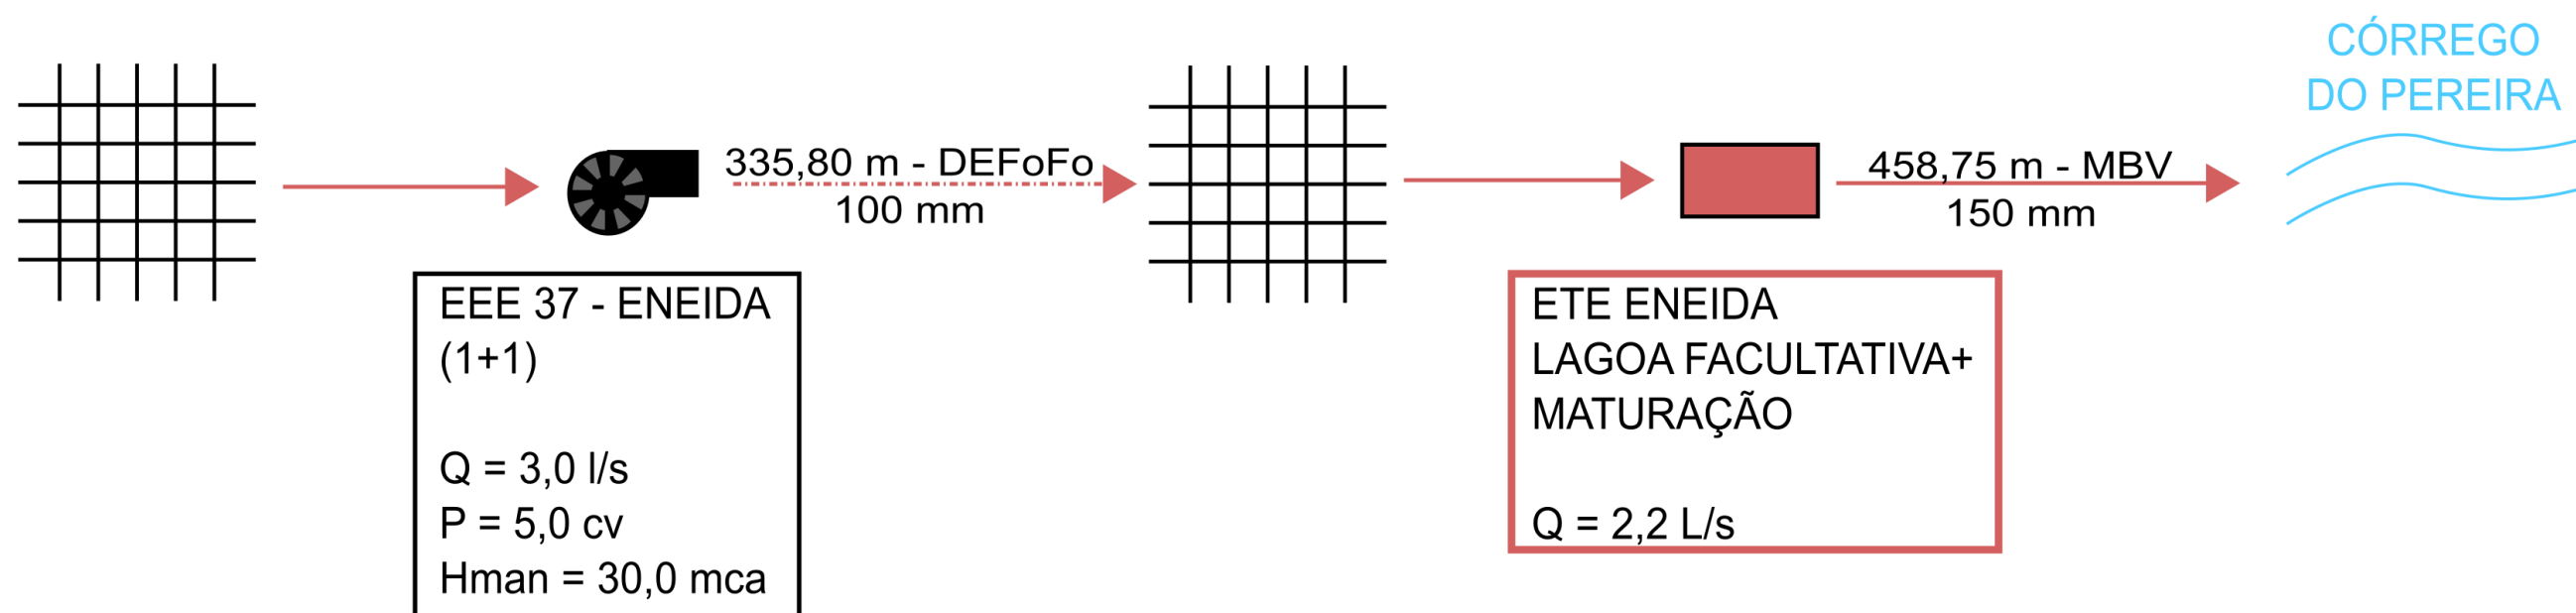 CÓRREGO
DO PEREIRA
335,80 m - DEFoFo
100 mm
458,75 m - MBV
150 mm
EEE 37 - ENEIDA
(1+1)
Q = 3,0 l/s
P = 5,0 cv
Hman = 30,0 mca
ETE ENEIDA
LAGOA FACULTATIVA+
MATURAÇÃO
Q = 2,2 L/s